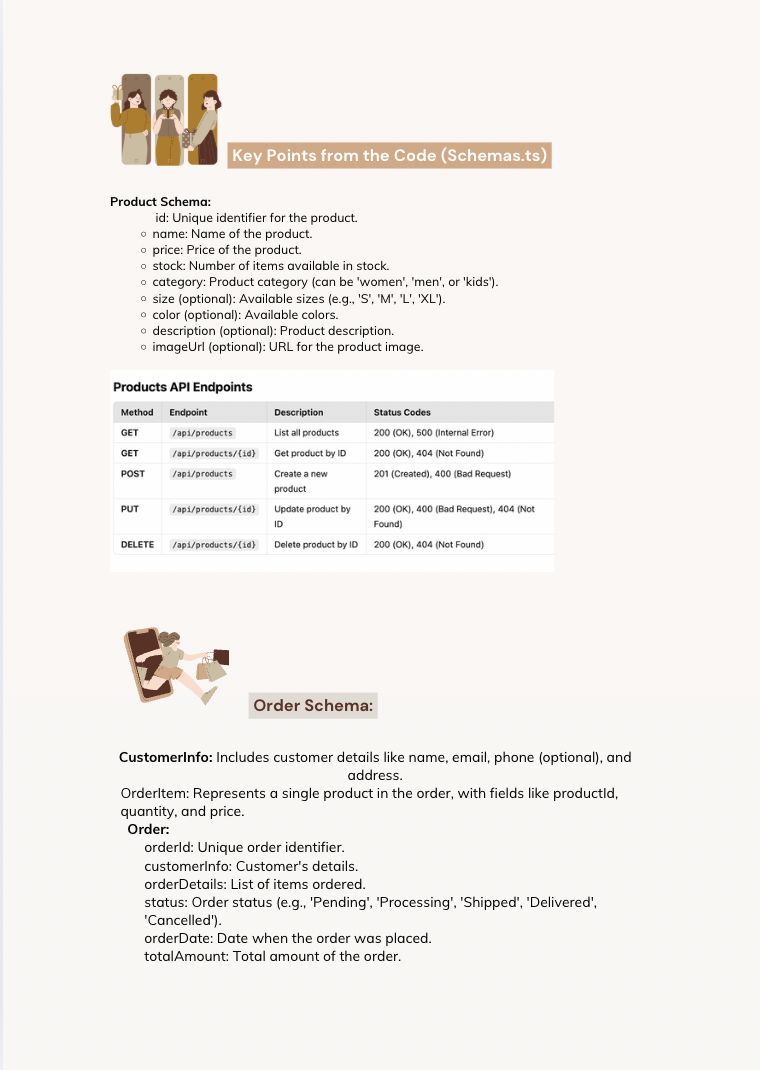 Key Points from the Code (Schemas.ts)
Product Schema:
id: Unique identifier for the product.
○ name: Name of the product.
○ price: Price of the product.
○ stock: Number of items available in stock.
○ category: Product category (can be 'women', 'men', or 'kids').
○ size (optional): Available sizes (e.g., 'S', 'M', 'L', 'XL').
○ color (optional): Available colors.
○ description (optional): Product description.
○ imageUrl (optional): URL for the product image.
Products API Endpoints
Method Endpoint Description Status Codes
GET /api/products List all products 200 (OK), 500 (Internal Error)
GET /api/products/{id} Get product by ID 200 (OK), 404 (Not Found)
POST /api/products Create a new 201 (Created), 400 (Bad Request)
product
PUT /api/products/{id} Update product by 200 (OK), 400 (Bad Request), 404 (Not
ID Found)
DELETE /api/products/{id} Delete product by ID 200 (OK), 404 (Not Found)
Order Schema:
CustomerInfo: Includes customer details like name, email, phone (optional), and
address.
OrderItem: Represents a single product in the order, with fields like productId,
quantity, and price.
Order:
orderId: Unique order identifier.
customerInfo: Customer's details.
orderDetails: List of items ordered.
status: Order status (e.g., 'Pending', 'Processing', 'Shipped', 'Delivered',
'Cancelled').
orderDate: Date when the order was placed.
totalAmount: Total amount of the order.